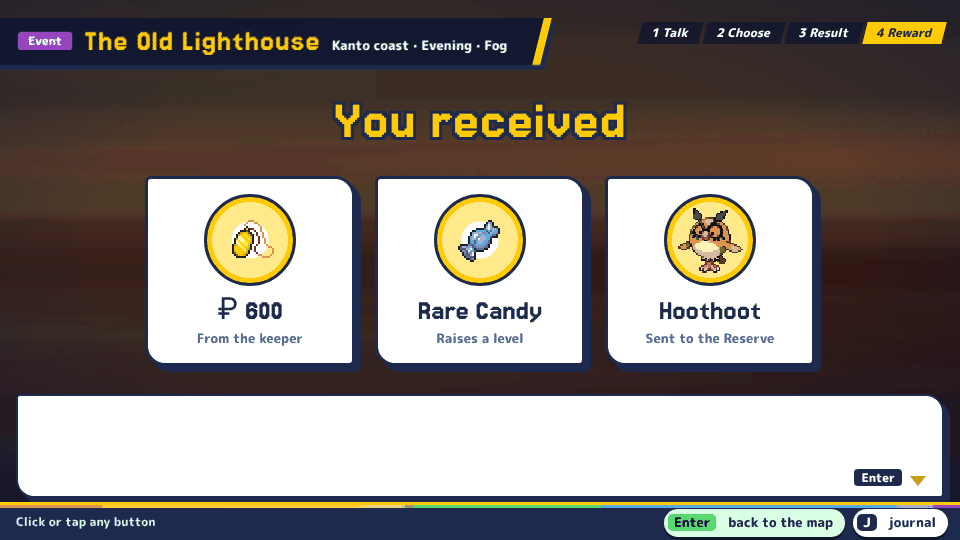 Event The Old Lighthouse Kanto coast · Evening · Fog
1 Talk 2 Choose 3 Result 4 Reward
You received
₽ 600
From the keeper
Rare Candy
Raises a level
Hoothoot
Sent to the Reserve
Enter
Click or tap any button
Enter back to the map
J journal